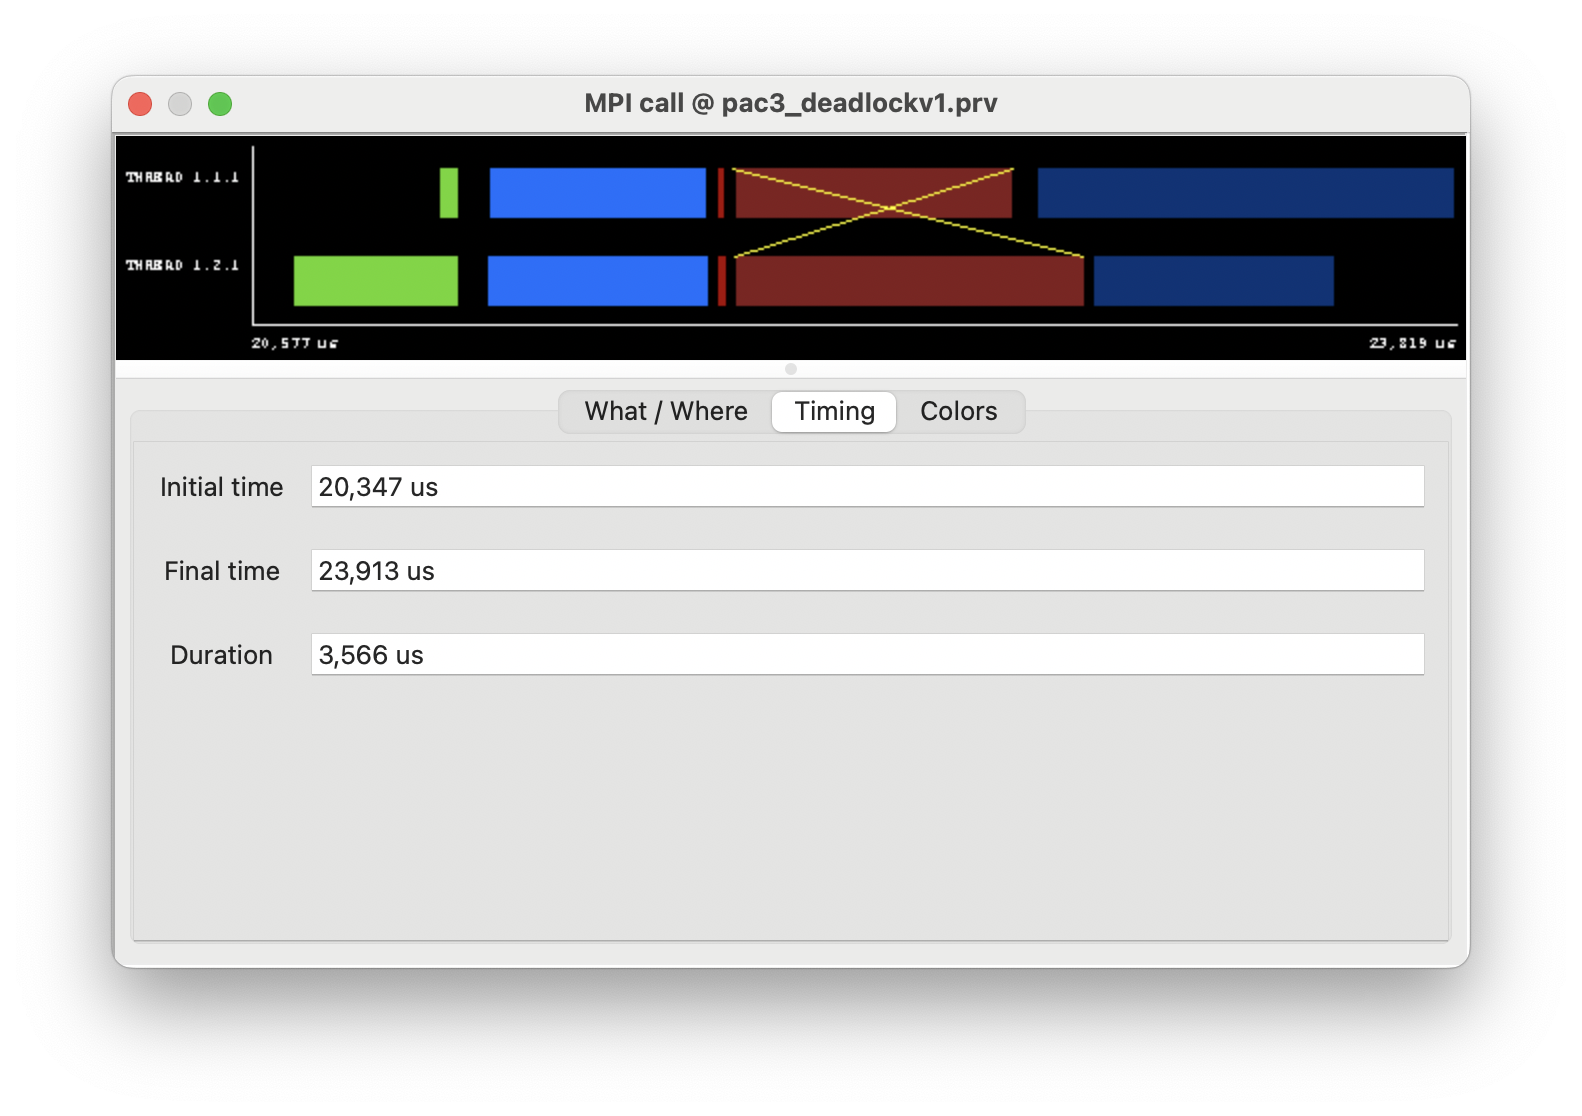 MPI call @ pac3_deadlockv1.prv
THREAD 1.1.1
THREAD 1.2.1
20,577 us
23,819 us
What / Where
Timing
Colors
Initial time
20,347 us
Final time
23,913 us
Duration
3,566 us